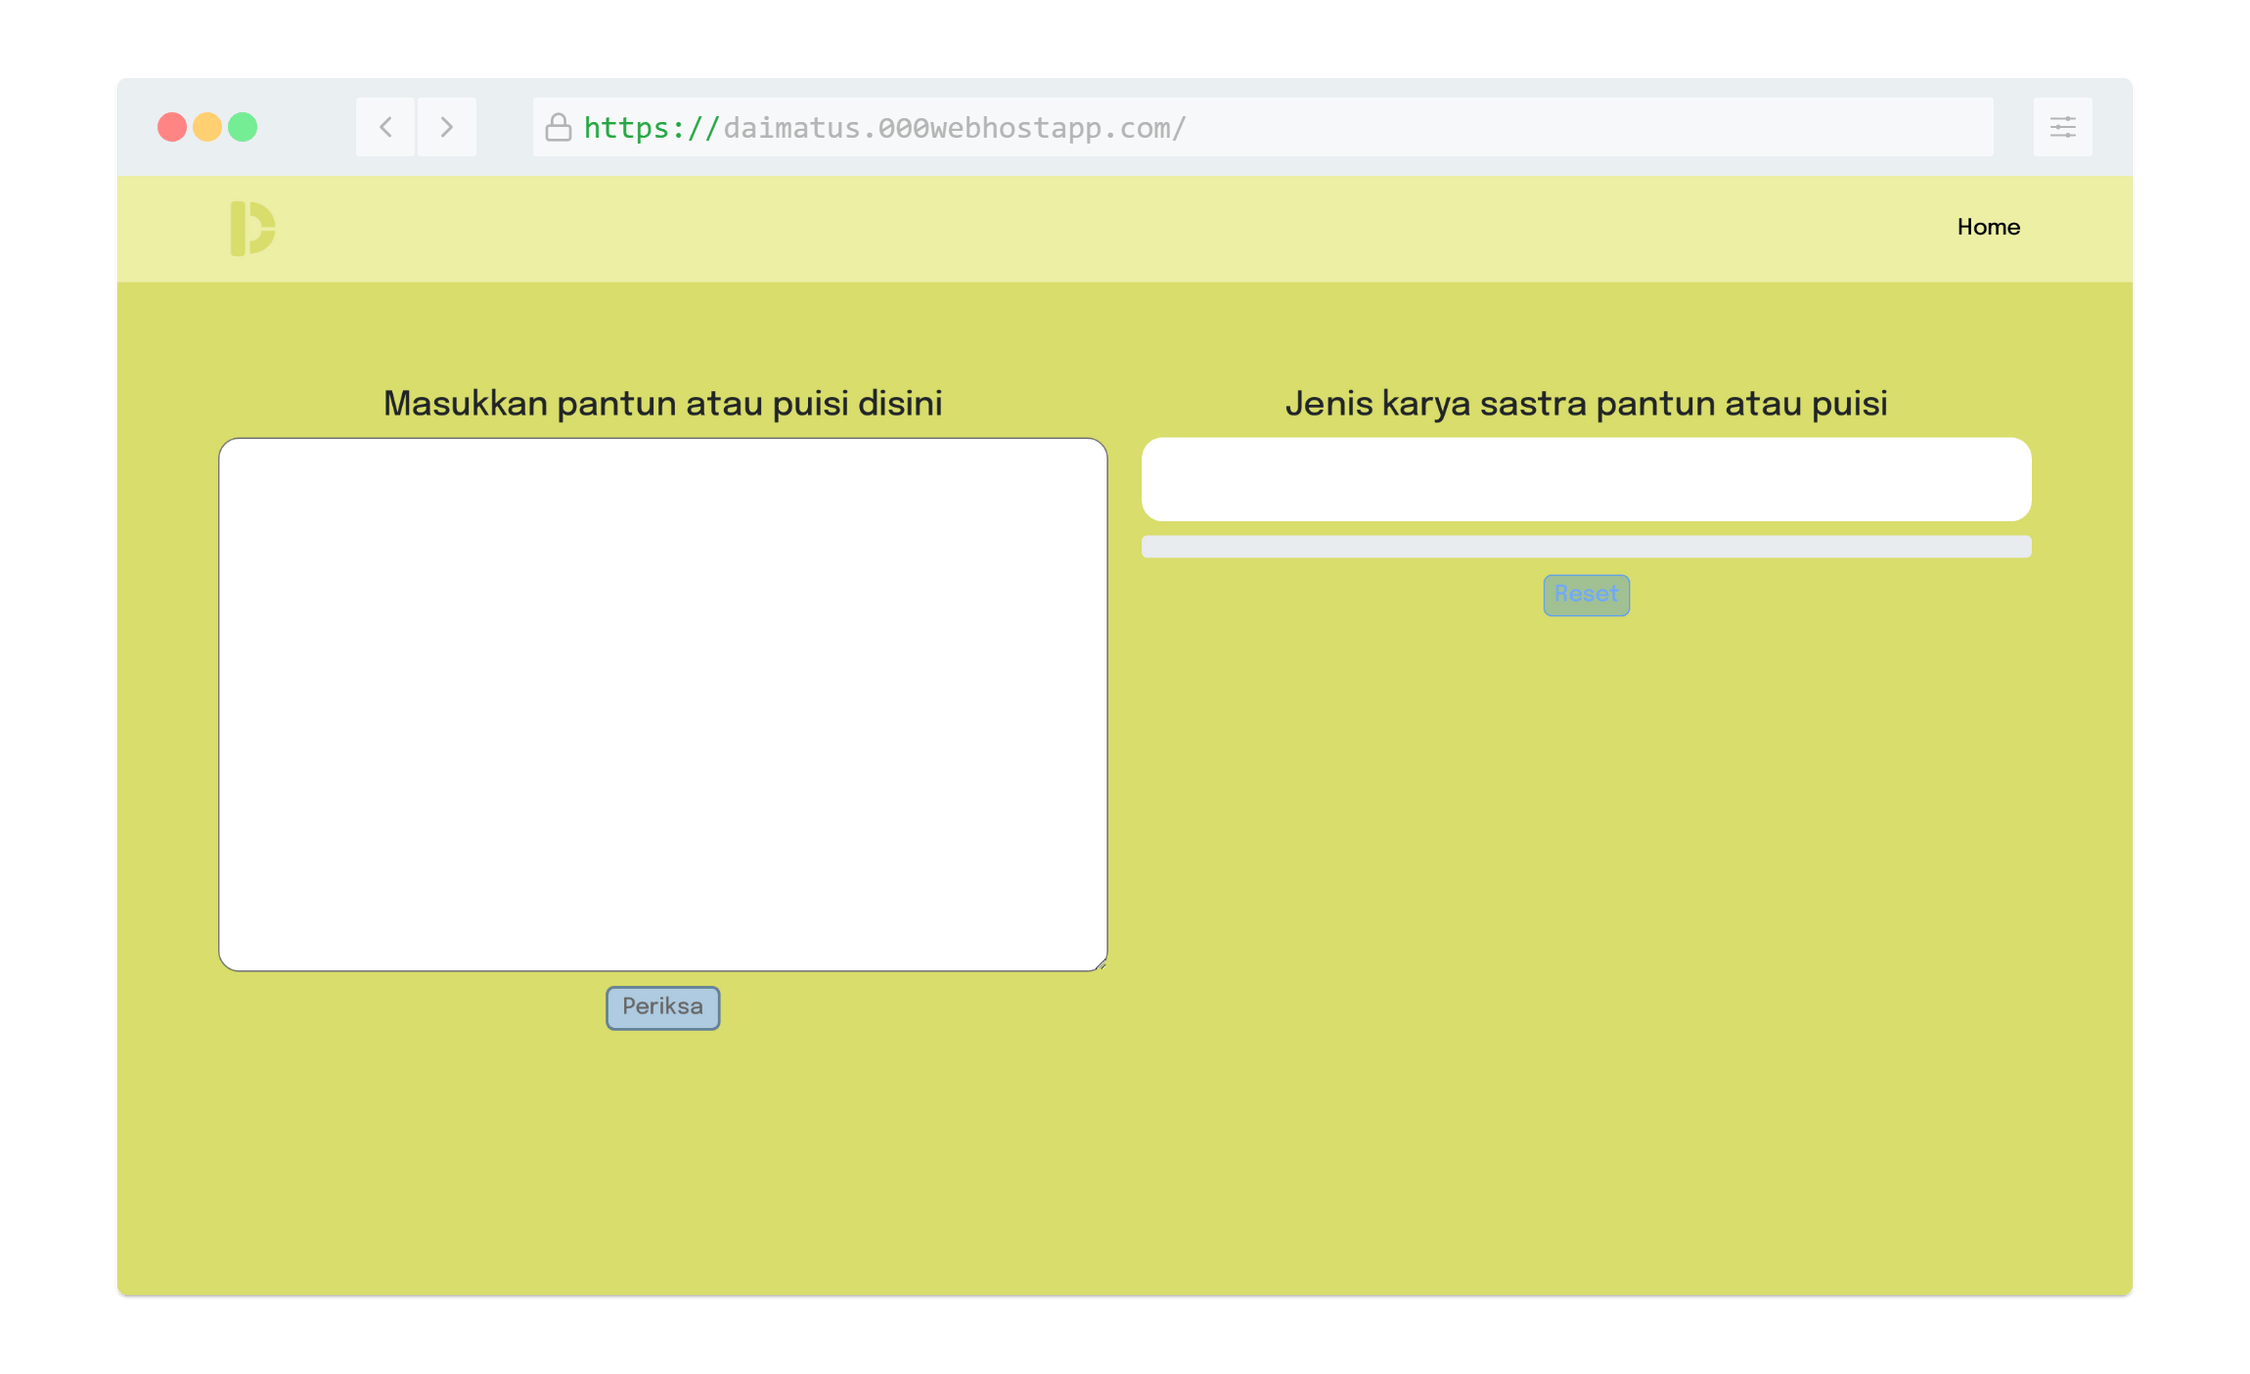 https://daimatus.000webhostapp.com/
Home
Masukkan pantun atau puisi disini
Jenis karya sastra pantun atau puisi
Reset
Periksa